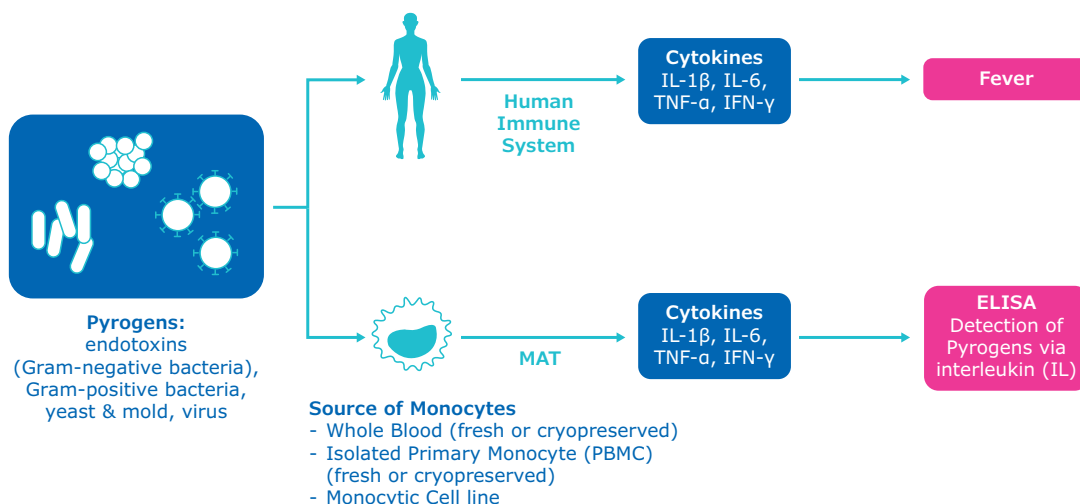 Pyrogens:
endotoxins
(Gram-negative bacteria),
Gram-positive bacteria,
yeast & mold, virus
Human
Immune
System
Cytokines
IL-1β, IL-6,
TNF-α, IFN-γ
Fever
MAT
Cytokines
IL-1β, IL-6,
TNF-α, IFN-γ
ELISA
Detection of
Pyrogens via
interleukin (IL)
Source of Monocytes
- Whole Blood (fresh or cryopreserved)
- Isolated Primary Monocyte (PBMC)
(fresh or cryopreserved)
- Monocytic Cell line